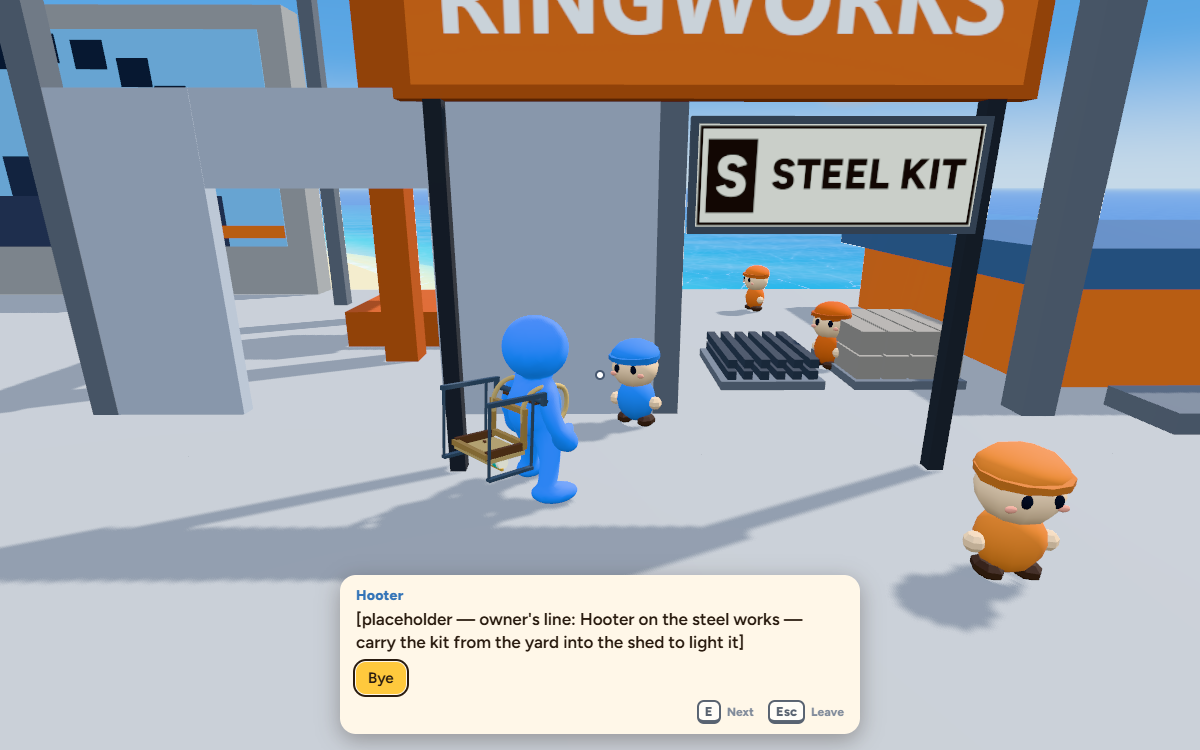 RINGWORKS
S STEEL KIT
Hooter
[placeholder — owner's line: Hooter on the steel works —
carry the kit from the yard into the shed to light it]
Bye
E Next Esc Leave